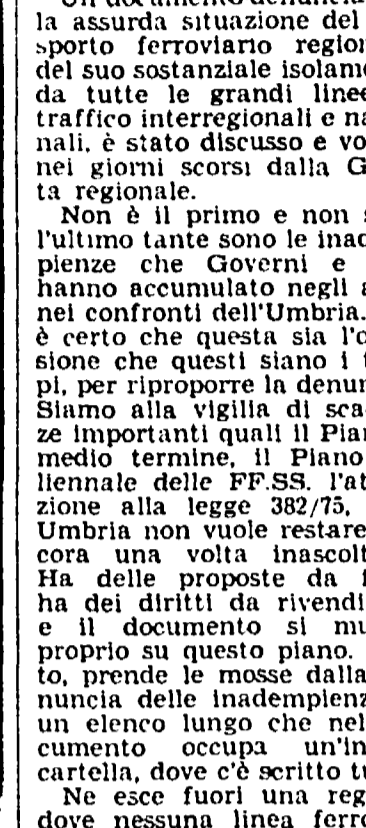 Un documento denuncia
la assurda situazione del
sporto ferroviario regio
del suo sostanziale isolam
da tutte le grandi linee
traffico interregionali e na
nali, è stato discusso e vo
nei giorni scorsi dalla G
ta regionale.
Non è il primo e non s
l'ultimo tante sono le inad
pienze che Governi e
hanno accumulato negli a
nei confronti dell'Umbria.
è certo che questa sia l'o
sione che questi siano i t
pi, per riproporre la denun
Siamo alla vigilia di sca
ze importanti quali il Pian
medio termine, il Piano
liennale delle FF.SS. l'at
zione alla legge 382/75,
Umbria non vuole restare
cora una volta inascolt
Ha delle proposte da f
ha dei diritti da rivendi
e il documento si mu
proprio su questo piano.
to, prende le mosse dalla
nuncia delle inadempienz
un elenco lungo che nel
cumento occupa un'in
cartella, dove c'è scritto tu
Ne esce fuori una reg
dove nessuna linea ferro